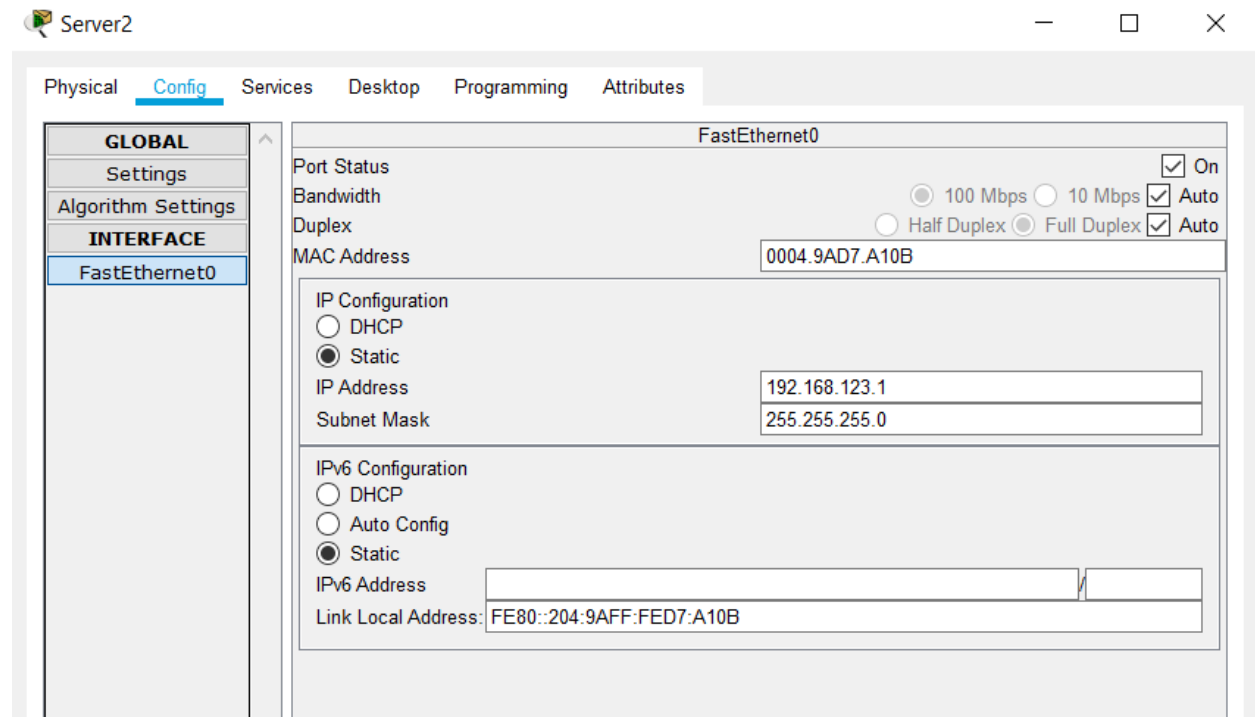 Server2
Physical Config Services Desktop Programming Attributes
GLOBAL
Settings
Algorithm Settings
INTERFACE
FastEthernet0
FastEthernet0
Port Status On
Bandwidth 100 Mbps 10 Mbps Auto
Duplex Half Duplex Full Duplex Auto
MAC Address 0004.9AD7.A10B
IP Configuration
DHCP
Static
IP Address 192.168.123.1
Subnet Mask 255.255.255.0
IPv6 Configuration
DHCP
Auto Config
Static
IPv6 Address /
Link Local Address: FE80::204:9AFF:FED7:A10B